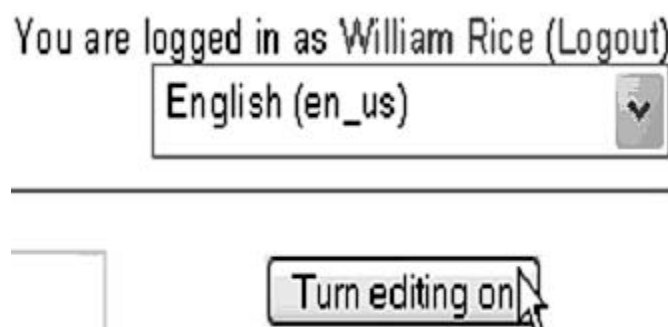 You are logged in as William Rice (Logout)
English (en_us)
Turn editing on